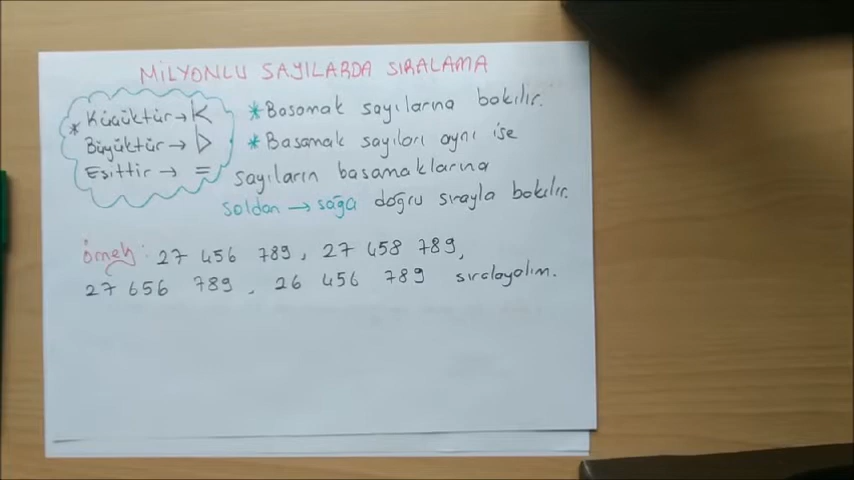 MİLYONLU SAYILARDA SIRALAMA
* Küçüktür → <
Büyüktür → >
Eşittir → =
* Basamak sayılarına bakılır.
* Basamak sayıları aynı ise
sayıların basamaklarına
soldan → sağa doğru sırayla bakılır.
örnek: 27 456 789, 27 458 789,
27 656 789, 26 456 789 sıralayalım.